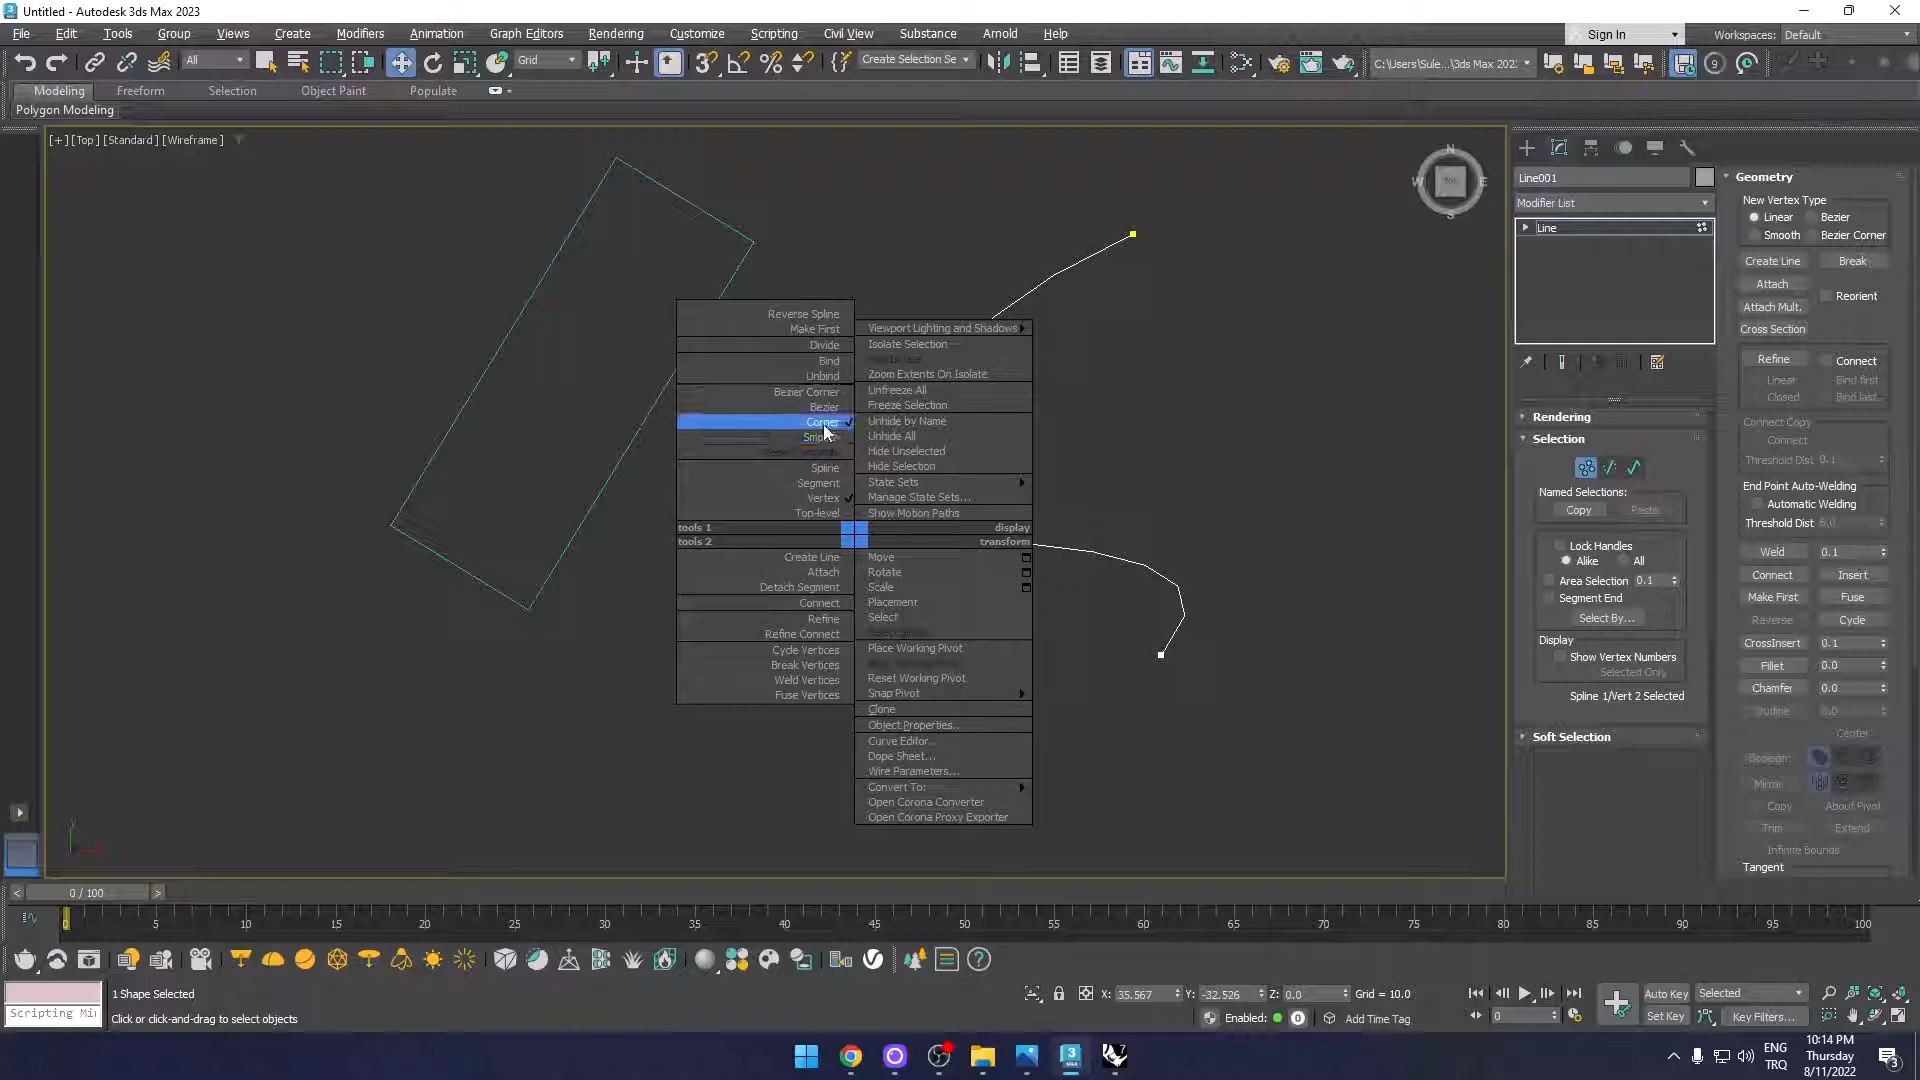 Untitled - Autodesk 3ds Max 2023
File Edit Tools Group Views Create Modifiers Animation Graph Editors Rendering Customize Scripting Civil View Substance Arnold Help
Sign In Workspaces: Default
All Grid Create Selection Se C:\Users\Sule...\3ds Max 202:
Modeling Freeform Selection Object Paint Populate
Polygon Modeling
[+] [Top] [Standard] [Wireframe]
N
W E
S
Reverse Spline
Make First
Divide
Bind
Unbind
Bezier Corner
Bezier
Corner
Spline
Segment
Vertex
Top-level
tools 1
tools 2
Create Line
Attach
Detach Segment
Connect
Refine
Refine Connect
Cycle Vertices
Break Vertices
Weld Vertices
Fuse Vertices
Viewport Lighting and Shadows
Isolate Selection
Zoom Extents On Isolate
Unfreeze All
Freeze Selection
Unhide by Name
Unhide All
Hide Unselected
Hide Selection
State Sets
Manage State Sets...
Show Motion Paths
display
transform
Move
Rotate
Scale
Placement
Select
Place Working Pivot
Reset Working Pivot
Snap Pivot
Clone
Object Properties...
Curve Editor...
Dope Sheet...
Wire Parameters...
Convert To:
Open Corona Converter
Open Corona Proxy Exporter
Line001
Modifier List
Line
Rendering
Selection
Named Selections:
Copy Paste
Lock Handles
Alike All
Area Selection 0.1
Segment End
Select By...
Display
Show Vertex Numbers
Selected Only
Spline 1/Vert 2 Selected
Soft Selection
Geometry
New Vertex Type
Linear Bezier
Smooth Bezier Corner
Create Line Break
Attach
Reorient
Attach Mult.
Cross Section
Refine Connect
Linear Bind first
Closed Bind last
Connect Copy
Connect
Threshold Dist 0.1
End Point Auto-Welding
Automatic Welding
Threshold Dist 6.0
Weld 0.1
Connect Insert
Make First Fuse
Reverse Cycle
CrossInsert 0.1
Fillet 0.0
Chamfer 0.0
Outline 0.0
Center
Boolean
Mirror
Copy About Pivot
Trim Extend
Infinite Bounds
Tangent
< 0 / 100 >
0 5 10 15 20 25 30 35 40 45 50 55 60 65 70 75 80 85 90 95 100
1 Shape Selected
X: 35.567 Y: -32.526 Z: 0.0 Grid = 10.0
Auto Key Selected
Scripting Mi
Click or click-and-drag to select objects
Enabled: 0 Add Time Tag
0
Set Key Key Filters...
ENG
TRQ
10:14 PM
Thursday
8/11/2022
3